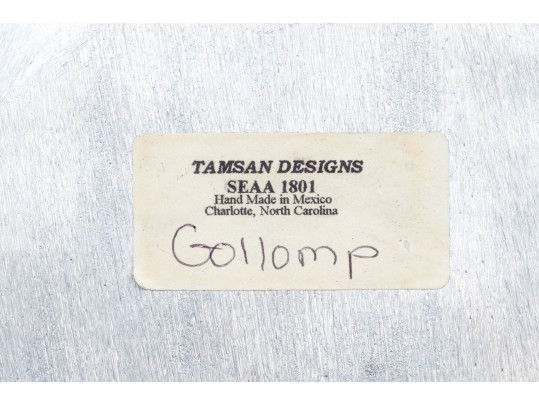 TAMSAN DESIGNS
SEAA 1801
Hand Made in Mexico
Charlotte, North Carolina
Gollomp